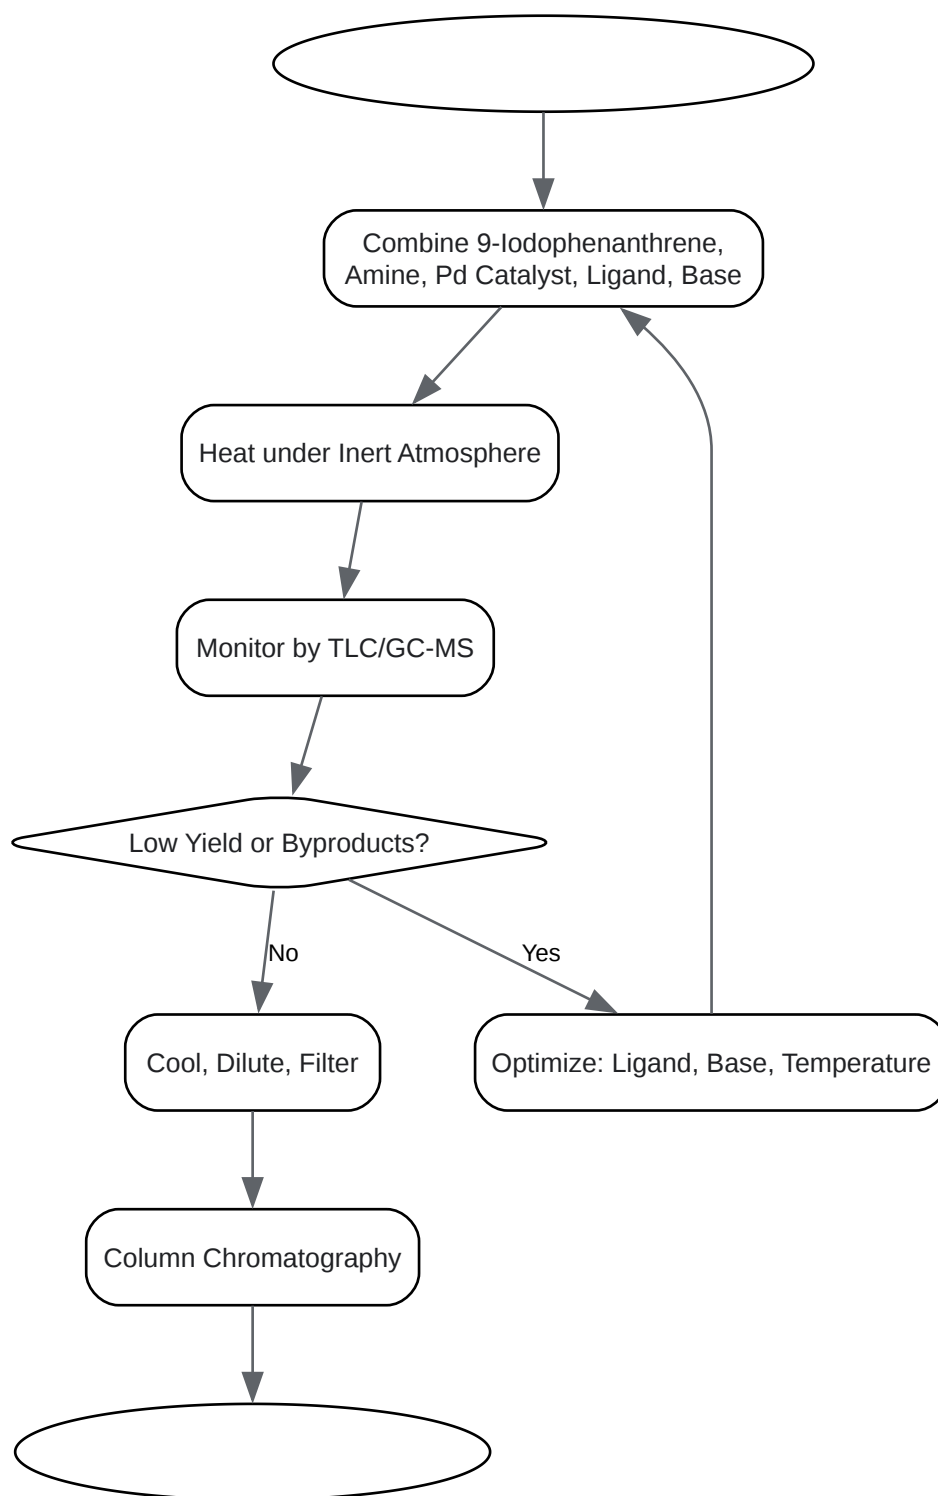 Combine 9-Iodophenanthrene,
Amine, Pd Catalyst, Ligand, Base
Heat under Inert Atmosphere
Monitor by TLC/GC-MS
Low Yield or Byproducts?
No
Yes
Cool, Dilute, Filter
Optimize: Ligand, Base, Temperature
Column Chromatography